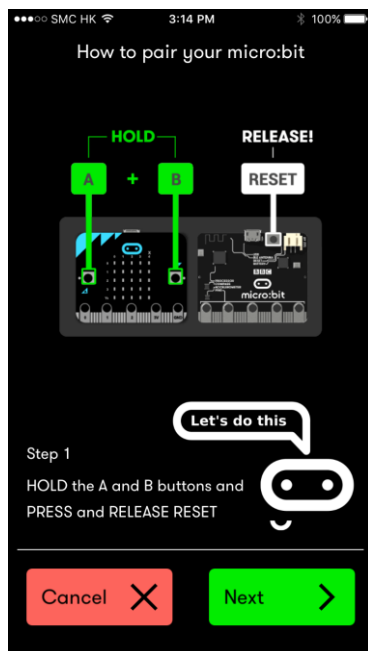 SMC HK 3:14 PM 100%
How to pair your micro:bit
HOLD RELEASE!
A + B RESET
BBC
micro:bit
Let's do this
Step 1
HOLD the A and B buttons and
PRESS and RELEASE RESET
Cancel Next